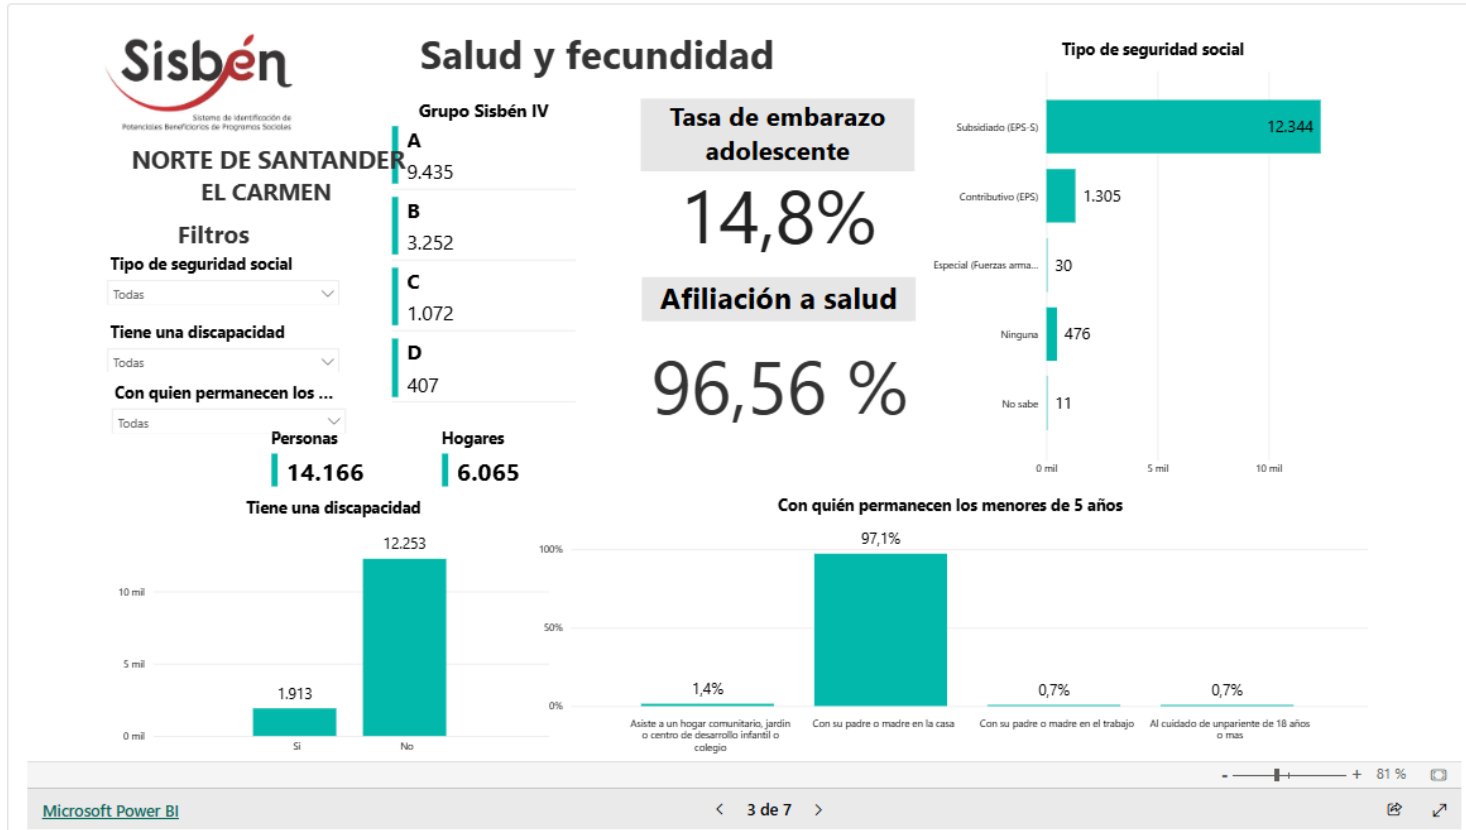 Sisbén
Sistema de Identificación de
Potenciales Beneficiarios de Programas Sociales
NORTE DE SANTANDER
EL CARMEN
Filtros
Tipo de seguridad social
Todas
Tiene una discapacidad
Todas
Con quien permanecen los ...
Todas
Salud y fecundidad
Grupo Sisbén IV
A
9.435
B
3.252
C
1.072
D
407
Personas
14.166
Hogares
6.065
Tasa de embarazo
adolescente
14,8%
Afiliación a salud
96,56 %
Tipo de seguridad social
Subsidiado (EPS-S)
12.344
Contributivo (EPS)
1.305
Especial (Fuerzas arma...
30
Ninguna
476
No sabe
11
0 mil
5 mil
10 mil
Tiene una discapacidad
10 mil
5 mil
0 mil
1.913
12.253
Si
No
Con quién permanecen los menores de 5 años
100%
50%
0%
1,4%
97,1%
0,7%
0,7%
Asiste a un hogar comunitario, jardin
o centro de desarrollo infantil o
colegio
Con su padre o madre en la casa
Con su padre o madre en el trabajo
Al cuidado de unpariente de 18 años
o mas
- + 81 %
Microsoft Power BI
< 3 de 7 >